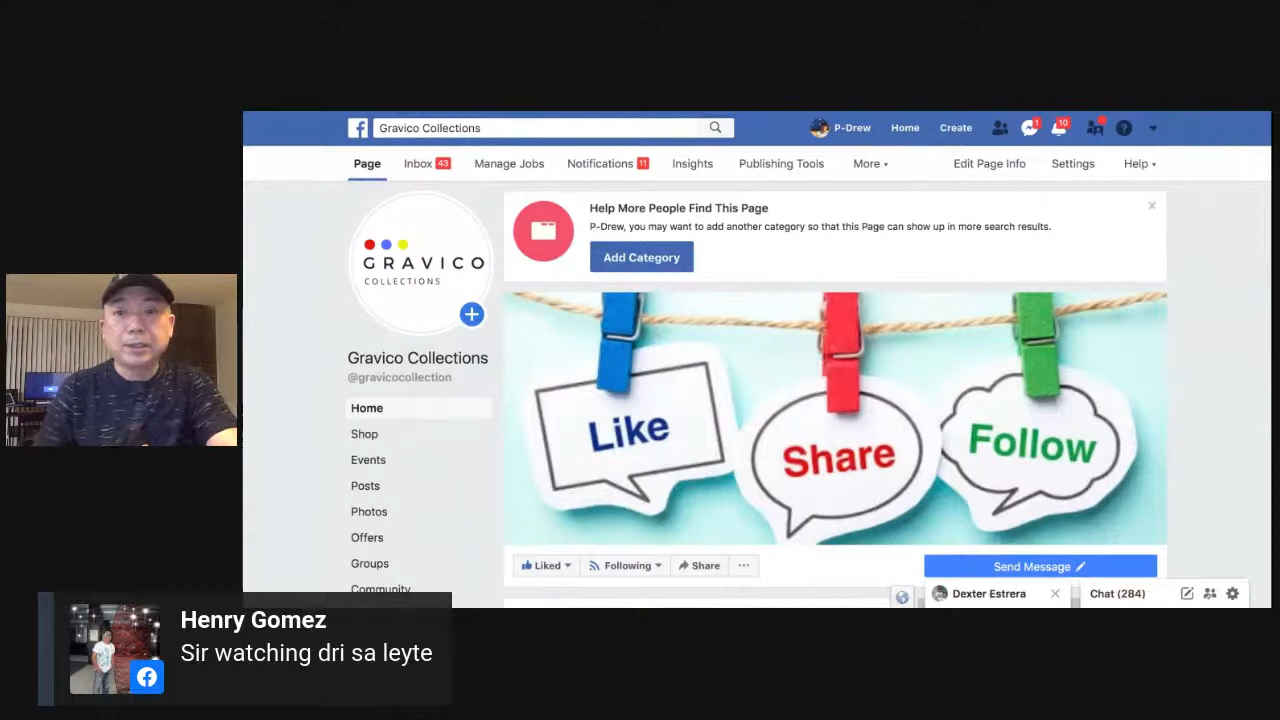 Gravico Collections
P-Drew
Home
Create
1
10
Page
Inbox 43
Manage Jobs
Notifications 11
Insights
Publishing Tools
More
Edit Page Info
Settings
Help
GRAVICO
COLLECTIONS
Gravico Collections
@gravicocollection
Home
Shop
Events
Posts
Photos
Offers
Groups
Community
Help More People Find This Page
P-Drew, you may want to add another category so that this Page can show up in more search results.
Add Category
Like
Share
Follow
Liked
Following
Share
Send Message
Dexter Estrera
Chat (284)
Henry Gomez
Sir watching dri sa leyte